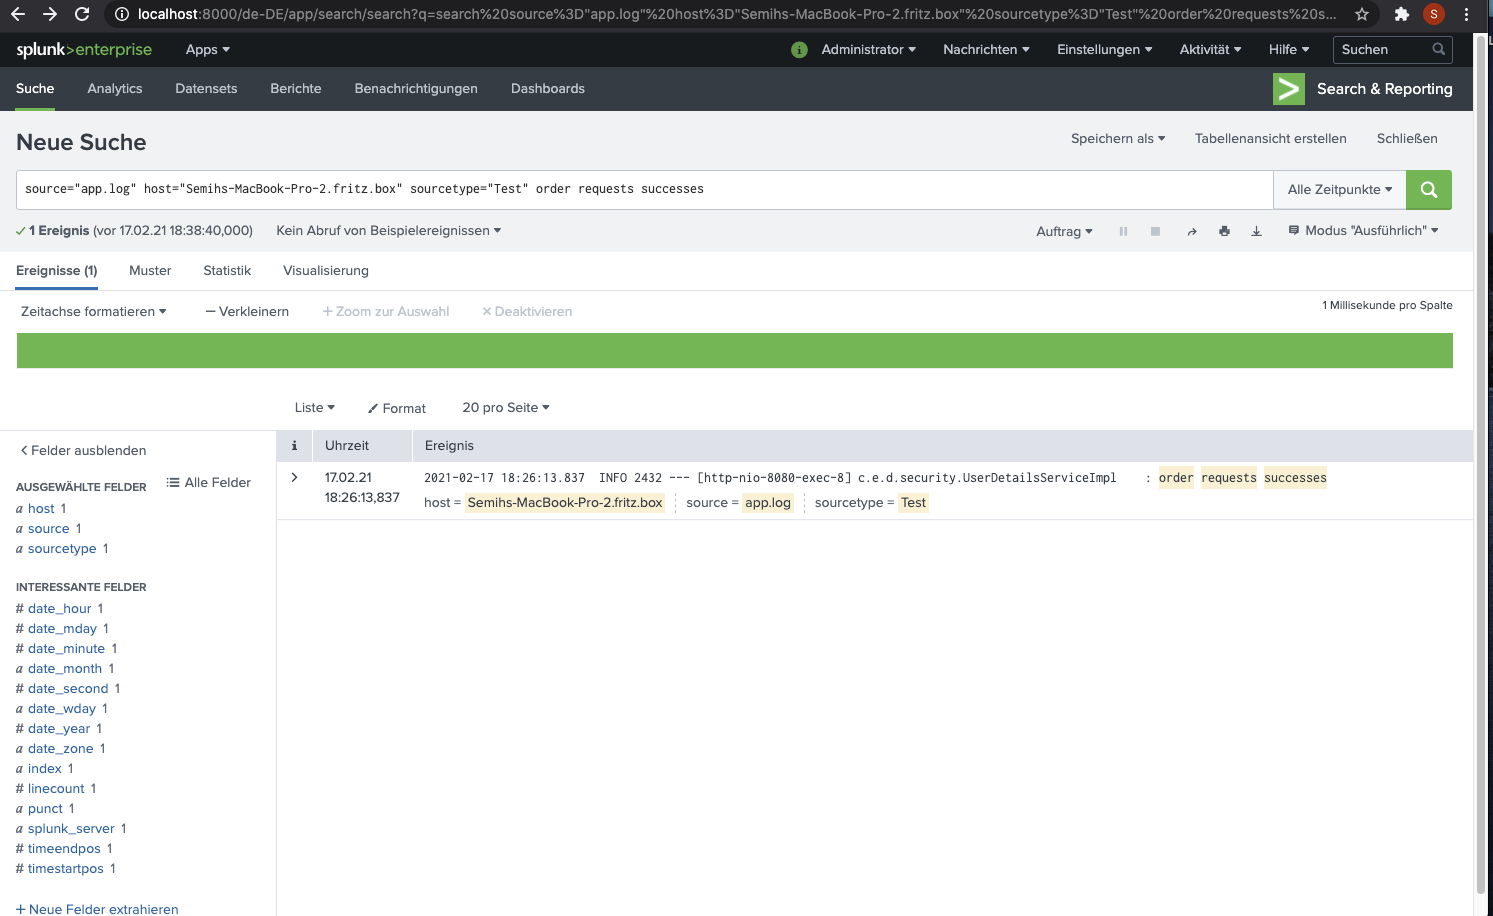 localhost:8000/de-DE/app/search/search?q=search%20source%3D"app.log"%20host%3D"Semihs-MacBook-Pro-2.fritz.box"%20sourcetype%3D"Test"%20order%20requests%20s...
S
splunk>enterprise Apps
i Administrator Nachrichten Einstellungen Aktivität Hilfe Suchen
Suche Analytics Datensets Berichte Benachrichtigungen Dashboards
> Search & Reporting
Neue Suche
Speichern als Tabellenansicht erstellen Schließen
source="app.log" host="Semihs-MacBook-Pro-2.fritz.box" sourcetype="Test" order requests successes
Alle Zeitpunkte
1 Ereignis (vor 17.02.21 18:38:40,000) Kein Abruf von Beispielereignissen
Auftrag Modus "Ausführlich"
Ereignisse (1) Muster Statistik Visualisierung
Zeitachse formatieren — Verkleinern + Zoom zur Auswahl × Deaktivieren
1 Millisekunde pro Spalte
Liste Format 20 pro Seite
< Felder ausblenden
i Uhrzeit Ereignis
AUSGEWÄHLTE FELDER Alle Felder
a host 1
a source 1
a sourcetype 1
INTERESSANTE FELDER
# date_hour 1
# date_mday 1
# date_minute 1
a date_month 1
# date_second 1
a date_wday 1
# date_year 1
a date_zone 1
a index 1
# linecount 1
a punct 1
a splunk_server 1
# timeendpos 1
# timestartpos 1
+ Neue Felder extrahieren
> 17.02.21
18:26:13,837
2021-02-17 18:26:13.837  INFO 2432 --- [http-nio-8080-exec-8] c.e.d.security.UserDetailsServiceImpl    : order requests successes
host = Semihs-MacBook-Pro-2.fritz.box source = app.log sourcetype = Test